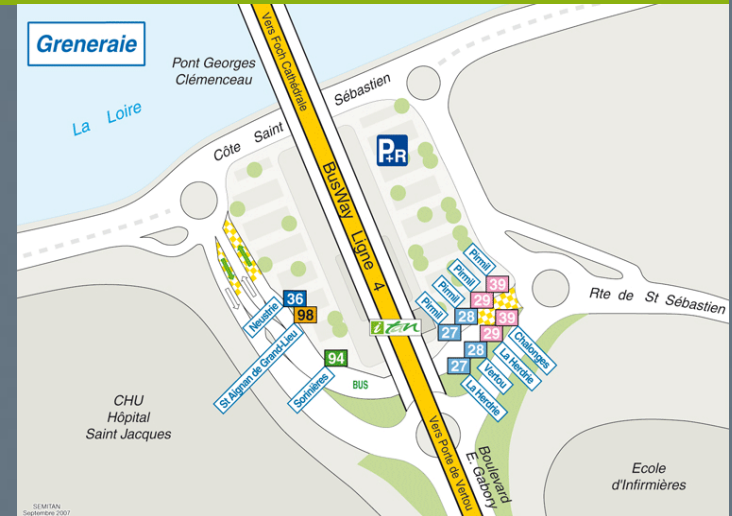 Greneraie
Pont Georges
Clémenceau
La Loire
Côte Saint Sébastien
Vers Foch Cathédrale
BusWay Ligne 4
P+R
Pirmil
39
Pirmil
29
Pirmil
28
Pirmil
27
39
Chalonges
29
La Herdrie
28
Vertou
27
La Herdrie
Rte de St Sébastien
itan
36
Neustrie
98
St Aignan de Grand-Lieu
94
Sorinières
BUS
CHU
Hôpital
Saint Jacques
Vers Porte de Vertou
Boulevard
E. Gabory
Ecole
d'Infirmières
SEMITAN
Septembre 2007